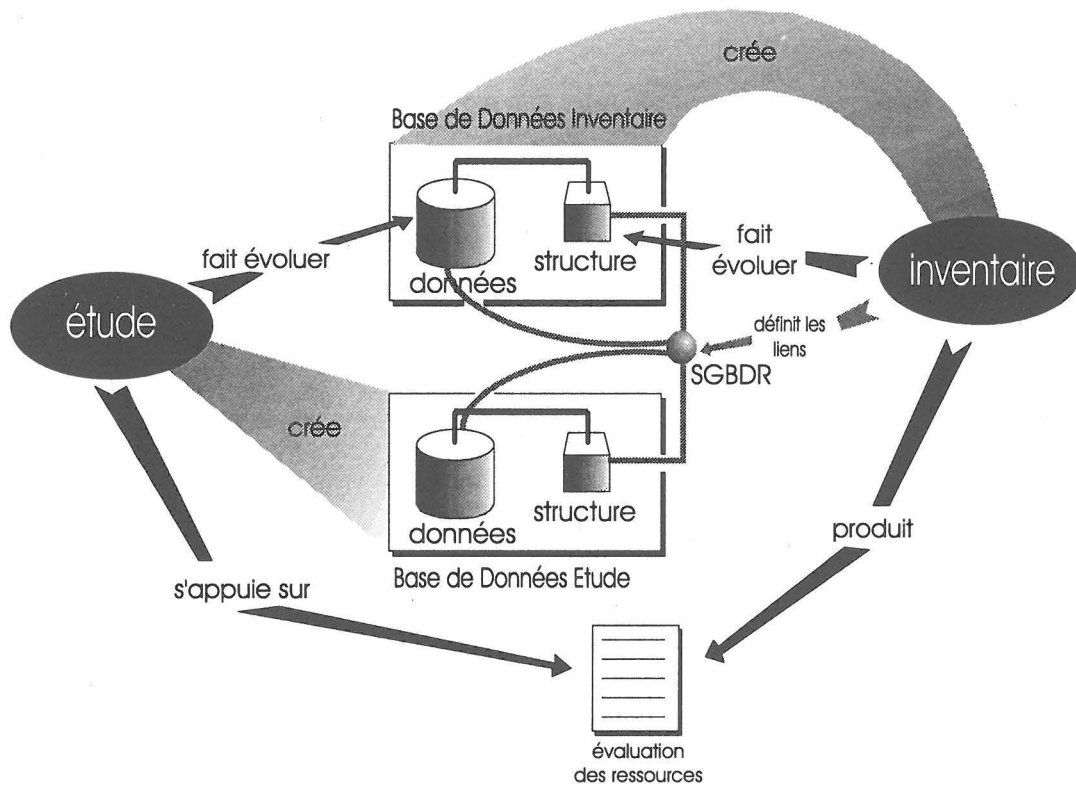 crée
Base de Données Inventaire
données
structure
fait évoluer
fait
évoluer
étude
inventaire
définit les
liens
SGBDR
crée
données
structure
Base de Données Etude
produit
s'appuie sur
évaluation
des ressources